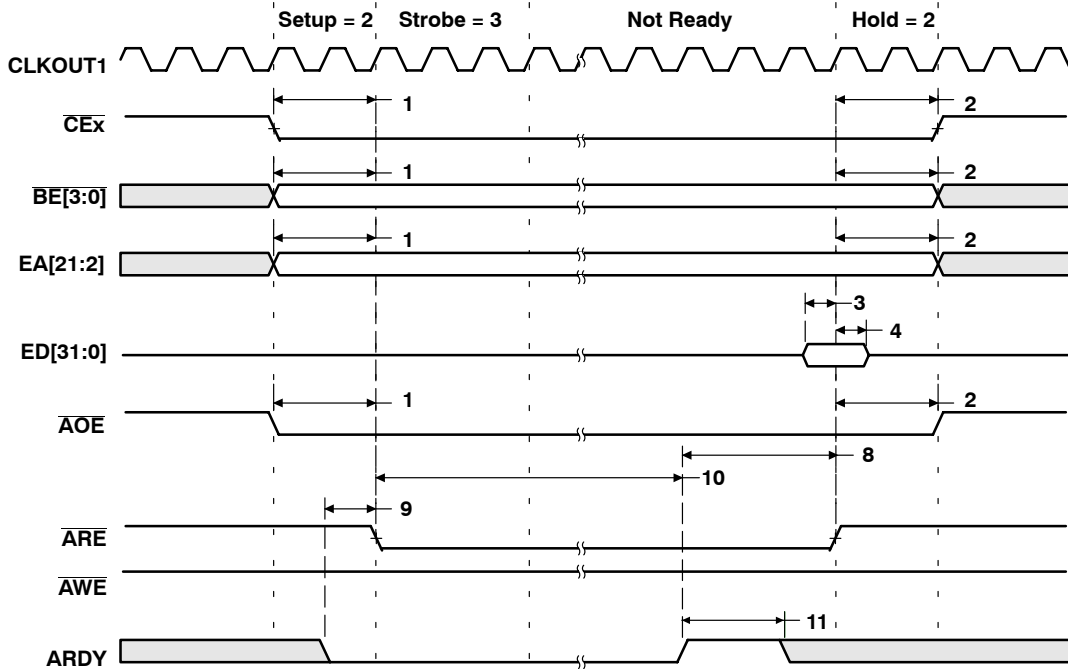 Setup = 2 Strobe = 3 Not Ready Hold = 2
CLKOUT1
1 2
CEx
1 2
BE[3:0]
1 2
EA[21:2]
3
4
ED[31:0]
1 2
AOE
8
10
9
ARE
AWE
11
ARDY